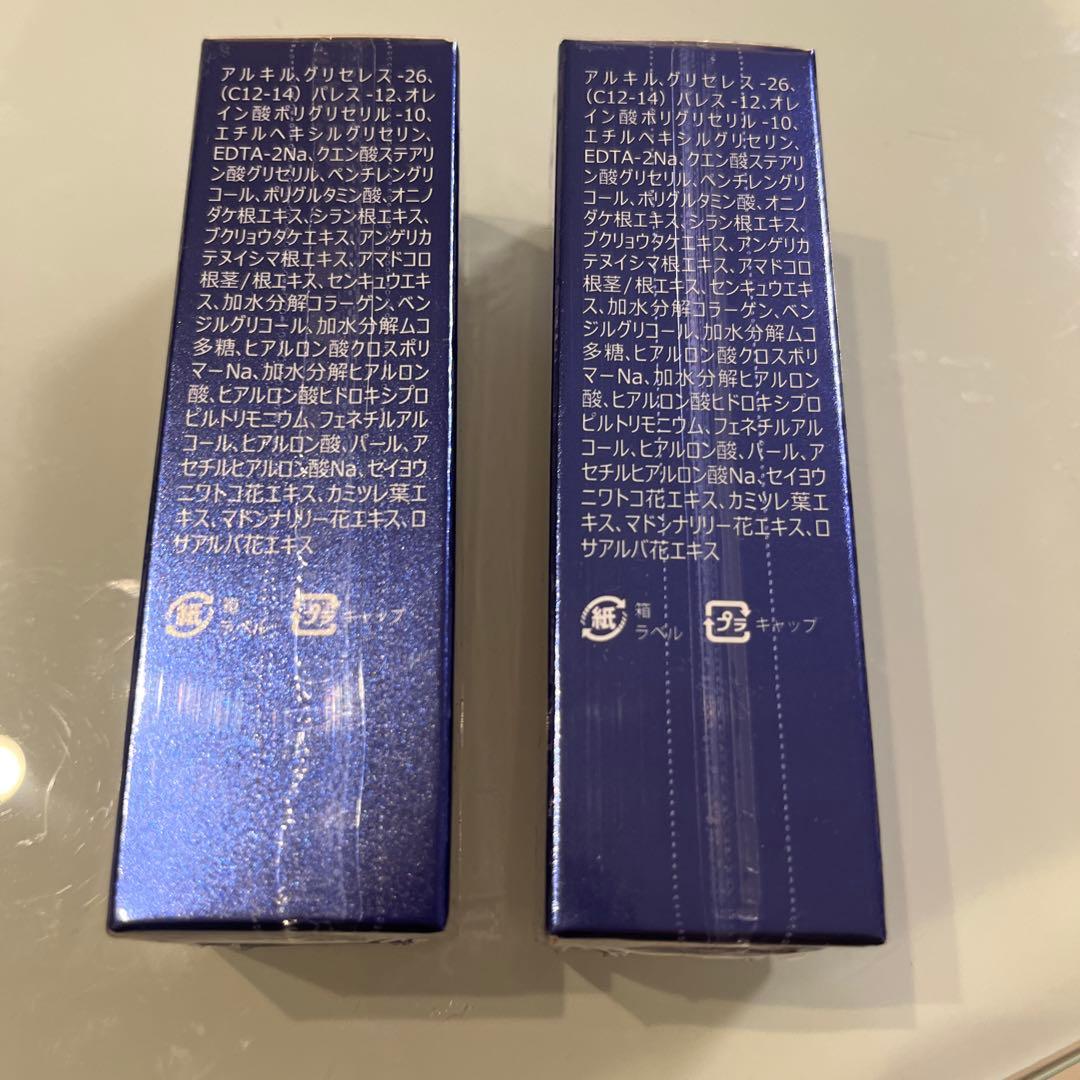 アルキル、グリセレス-26、
(C12-14) パレス-12、オレ
イン酸ポリグリセリル-10、
エチルヘキシルグリセリン、
EDTA-2Na、クエン酸ステアリ
ン酸グリセリル、ペンチレングリ
コール、ポリグルタミン酸、オニノ
ダケ根エキス、シラン根エキス、
ブクリョウタケエキス、アンゲリカ
テヌイシマ根エキス、アマドコロ
根茎/根エキス、センキュウエキ
ス、加水分解コラーゲン、ベン
ジルグリコール、加水分解ムコ
多糖、ヒアルロン酸クロスポリ
マーNa、加水分解ヒアルロン
酸、ヒアルロン酸ヒドロキシプロ
ピルトリモニウム、フェネチルアル
コール、ヒアルロン酸、パール、ア
セチルヒアルロン酸Na、セイヨウ
ニワトコ花エキス、カミツレ葉エ
キス、マドンナリリー花エキス、ロ
サアルバ花エキス
紙 箱
ラベル
プラ キャップ
アルキル、グリセレス-26、
(C12-14) パレス-12、オレ
イン酸ポリグリセリル-10、
エチルヘキシルグリセリン、
EDTA-2Na、クエン酸ステアリ
ン酸グリセリル、ペンチレングリ
コール、ポリグルタミン酸、オニノ
ダケ根エキス、シラン根エキス、
ブクリョウタケエキス、アンゲリカ
テヌイシマ根エキス、アマドコロ
根茎/根エキス、センキュウエキ
ス、加水分解コラーゲン、ベン
ジルグリコール、加水分解ムコ
多糖、ヒアルロン酸クロスポリ
マーNa、加水分解ヒアルロン
酸、ヒアルロン酸ヒドロキシプロ
ピルトリモニウム、フェネチルアル
コール、ヒアルロン酸、パール、ア
セチルヒアルロン酸Na、セイヨウ
ニワトコ花エキス、カミツレ葉エ
キス、マドンナリリー花エキス、ロ
サアルバ花エキス
紙 箱
ラベル
プラ キャップ